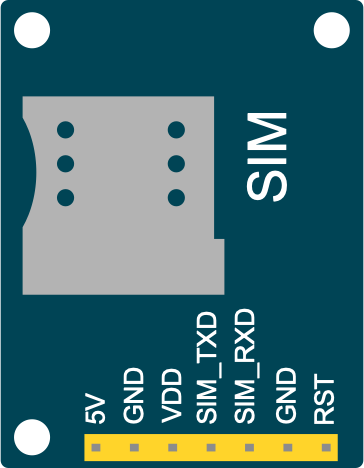 SIM
5V
GND
VDD
SIM_TXD
SIM_RXD
GND
RST